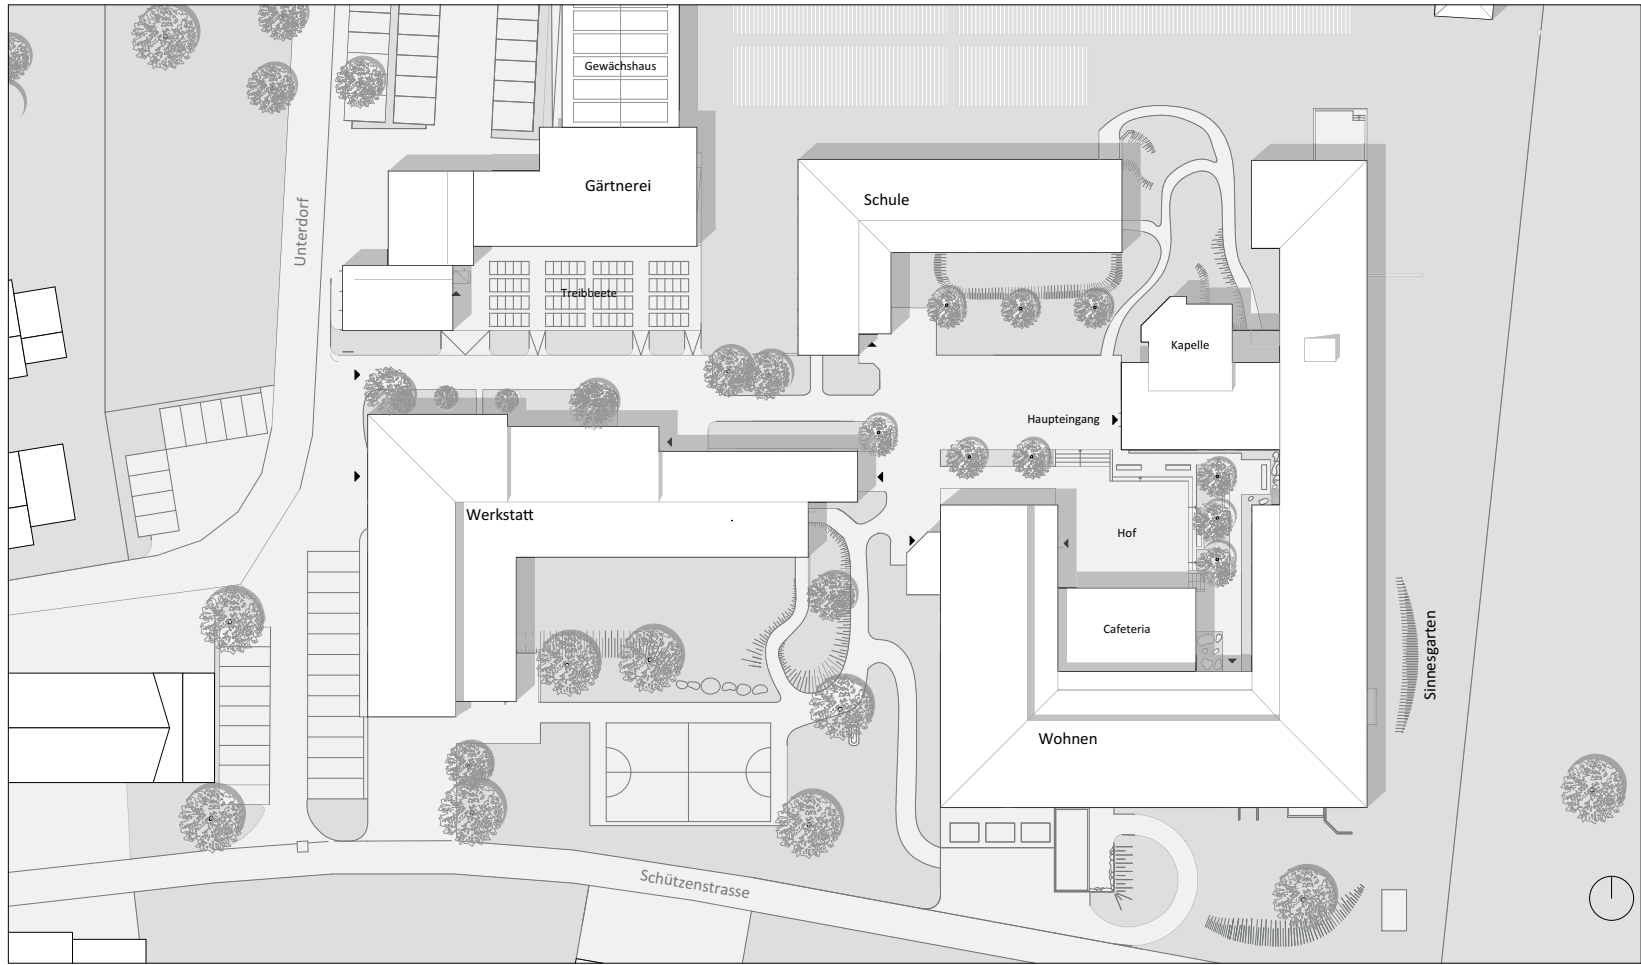 Gewächshaus
Gärtnerei
Schule
Unterdorf
Treibbeete
Kapelle
Haupteingang
Werkstatt
Hof
Cafeteria
Sinnesgarten
Wohnen
Schützenstrasse